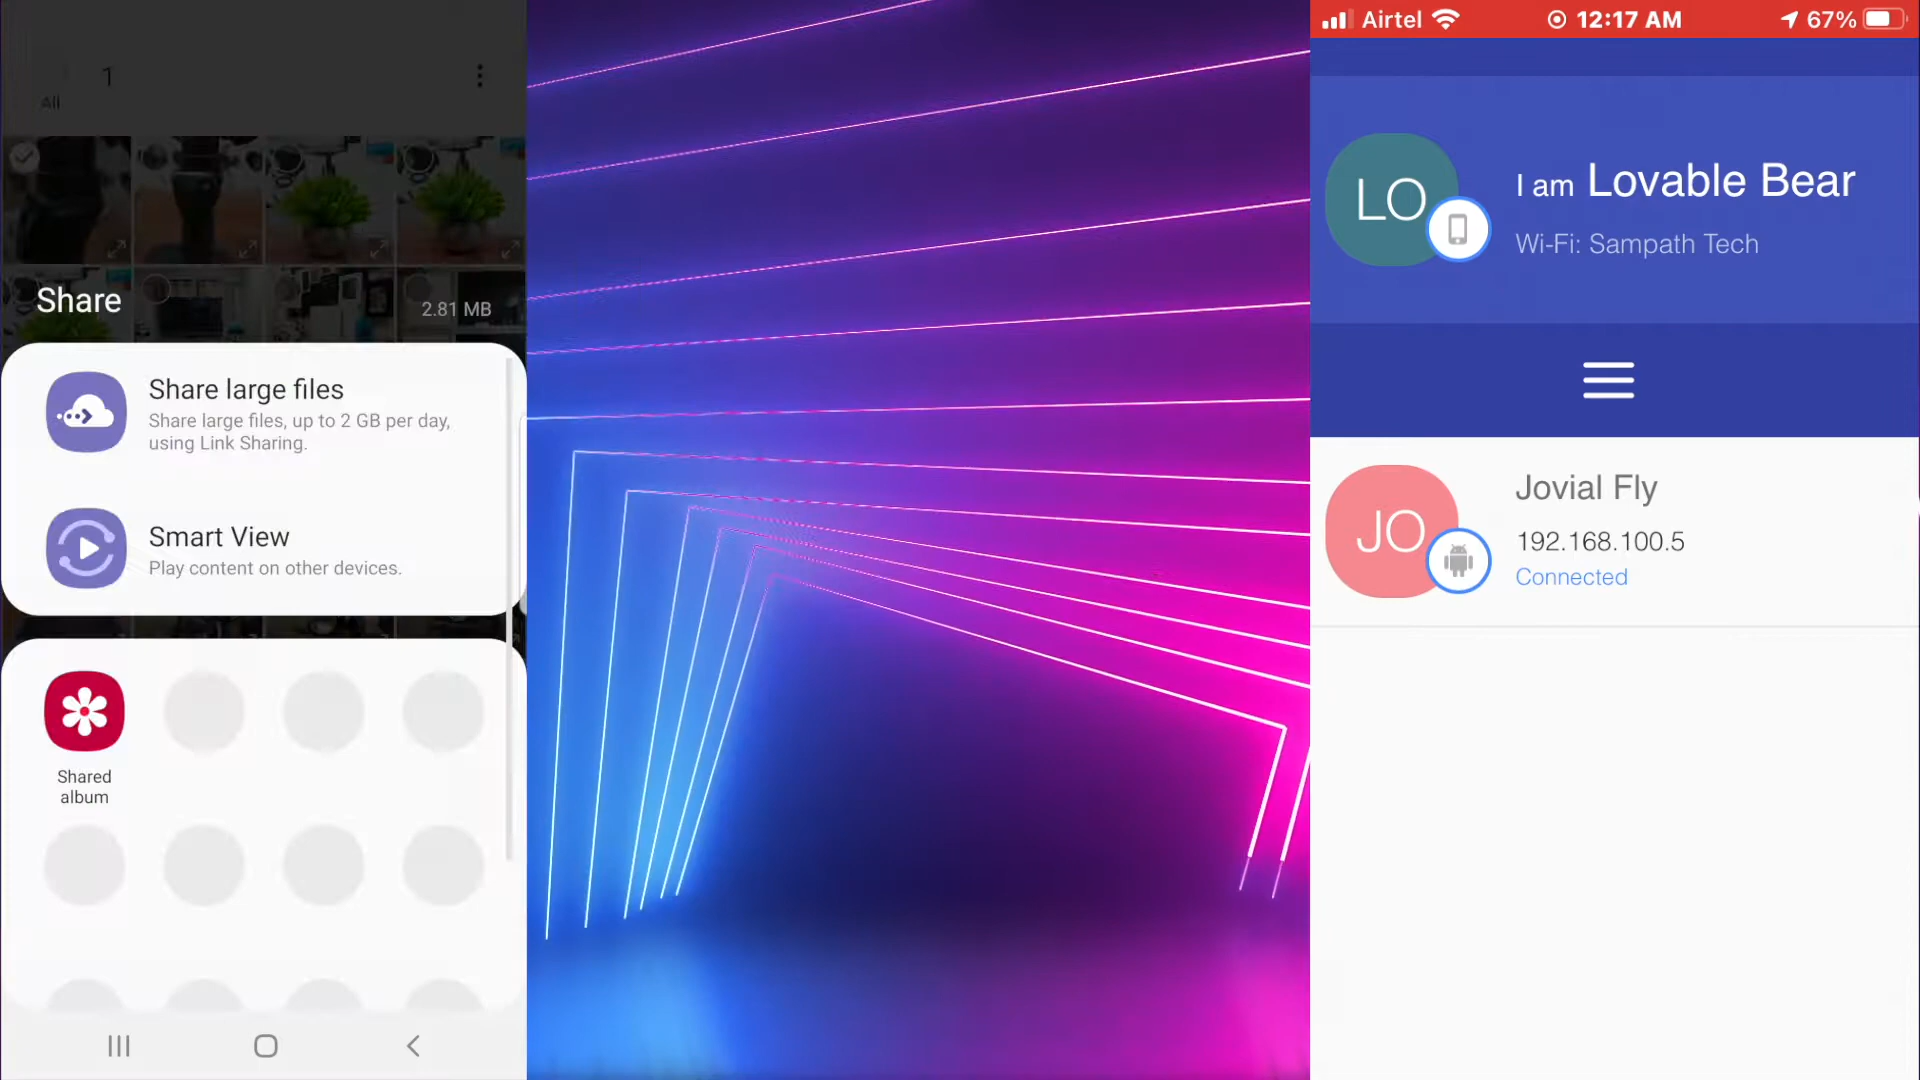 1
All
Share
2.81 MB
Share large files
Share large files, up to 2 GB per day,
using Link Sharing.
Smart View
Play content on other devices.
Shared
album
Airtel
12:17 AM
67%
LO
I am Lovable Bear
Wi-Fi: Sampath Tech
JO
Jovial Fly
192.168.100.5
Connected